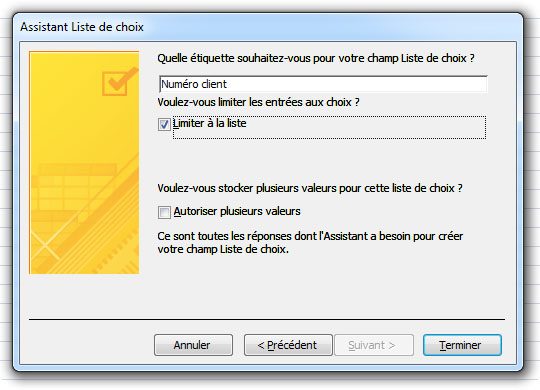 Assistant Liste de choix
Quelle étiquette souhaitez-vous pour votre champ Liste de choix ?
Numéro client
Voulez-vous limiter les entrées aux choix ?
Limiter à la liste
Voulez-vous stocker plusieurs valeurs pour cette liste de choix ?
Autoriser plusieurs valeurs
Ce sont toutes les réponses dont l'Assistant a besoin pour créer
votre champ Liste de choix.
Annuler
< Précédent
Suivant >
Terminer